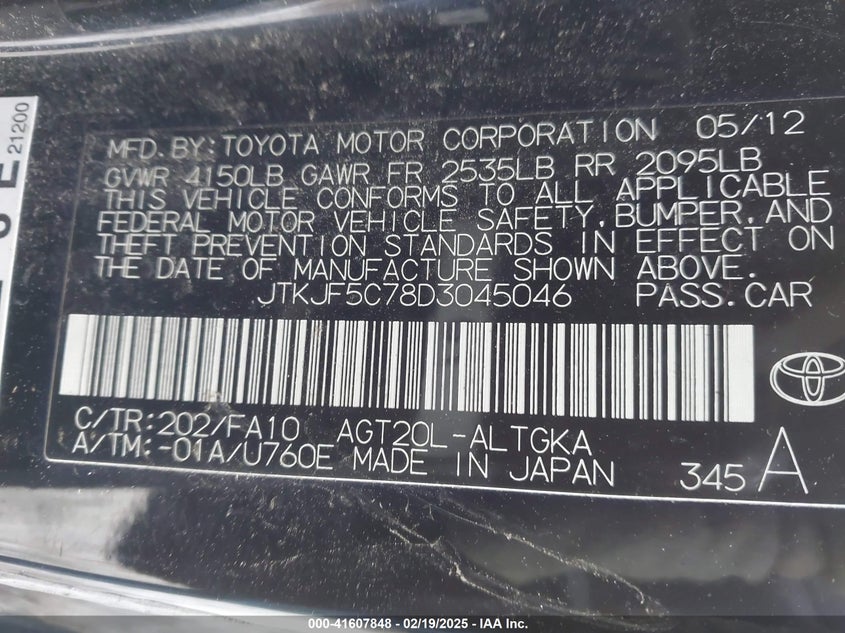 21200
MFD. BY: TOYOTA MOTOR CORPORATION 05/12
GVWR 4150LB GAWR FR 2535LB RR 2095LB
THIS VEHICLE CONFORMS TO ALL APPLICABLE
FEDERAL MOTOR VEHICLE SAFETY, BUMPER, AND
THEFT PREVENTION STANDARDS IN EFFECT ON
THE DATE OF MANUFACTURE SHOWN ABOVE.
JTKJF5C78D3045046 PASS.CAR
C/TR:202/FA10 AGT20L-ALTGKA
A/TM:-01A/U760E MADE IN JAPAN 345 A
000-41607848 - 02/19/2025 - IAA Inc.